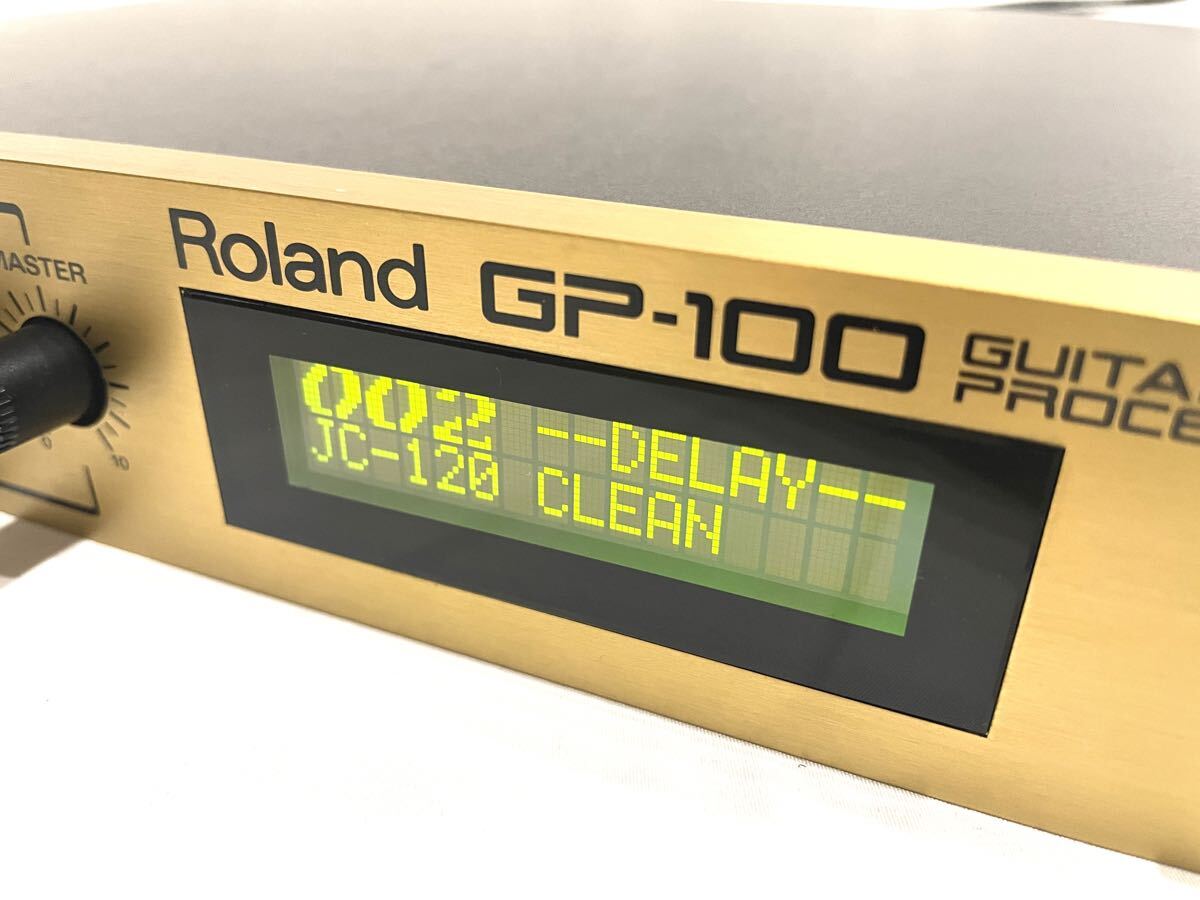 MASTER
0
10
Roland GP-100
GUITA
PROCE
002 --DELAY--
JC-120 CLEAN